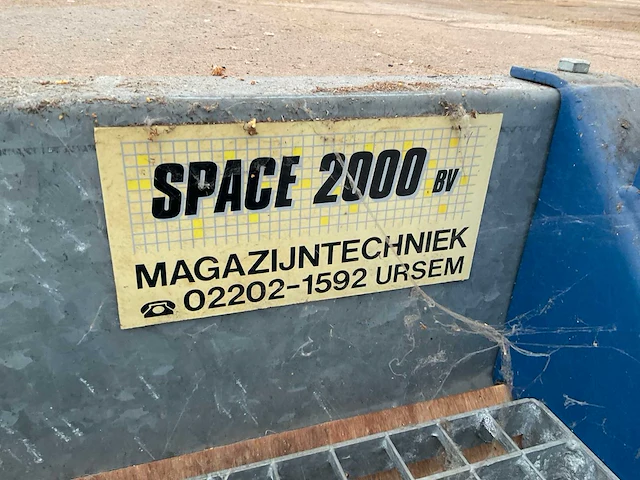 SPACE 2000 BV
MAGAZIJNTECHNIEK
02202-1592 URSEM